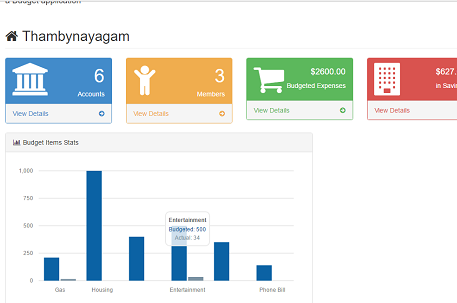 a Budget application
Thambynayagam
6
Accounts
View Details
3
Members
View Details
$2600.00
Budgeted Expenses
View Details
$627.
in Savi
View Details
Budget Items Stats
1,000
750
500
250
0
Entertainment
Budgeted: 500
Actual: 34
Gas
Housing
Entertainment
Phone Bill